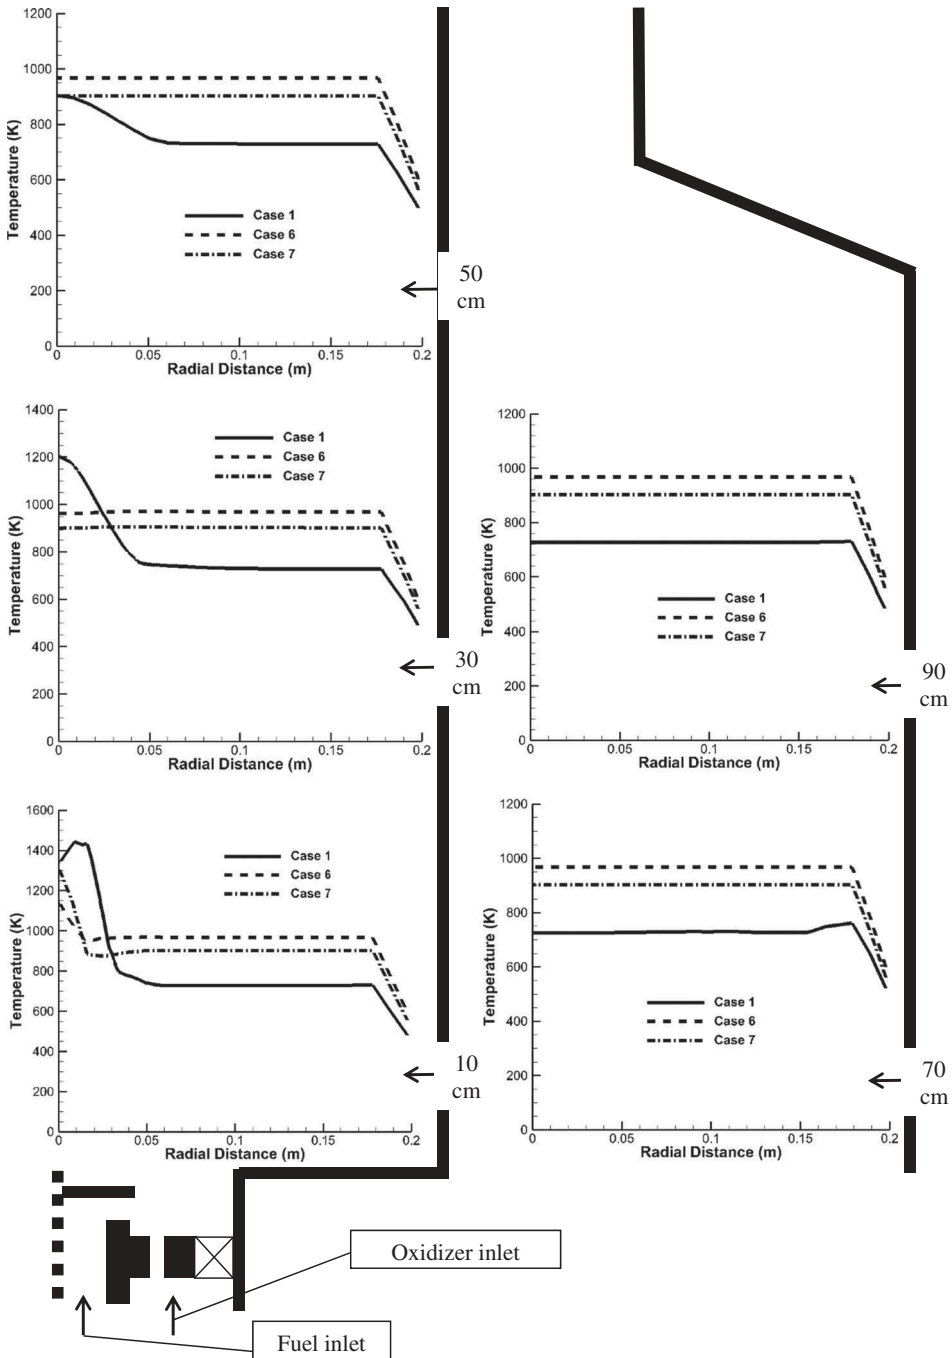 1200
1000
800
600
400
200
0
Temperature (K)
Case 1
Case 6
Case 7
0
0.05
0.1
0.15
0.2
Radial Distance (m)
50
cm
1400
1200
1000
800
600
400
200
0
Temperature (K)
Case 1
Case 6
Case 7
0
0.05
0.1
0.15
0.2
Radial Distance (m)
30
cm
1200
1000
800
600
400
200
0
Temperature (K)
Case 1
Case 6
Case 7
0
0.05
0.1
0.15
0.2
Radial Distance (m)
90
cm
1600
1400
1200
1000
800
600
400
200
0
Temperature (K)
Case 1
Case 6
Case 7
0
0.05
0.1
0.15
0.2
Radial Distance (m)
10
cm
1200
1000
800
600
400
200
0
Temperature (K)
Case 1
Case 6
Case 7
0
0.05
0.1
0.15
0.2
Radial Distance (m)
70
cm
Oxidizer inlet
Fuel inlet